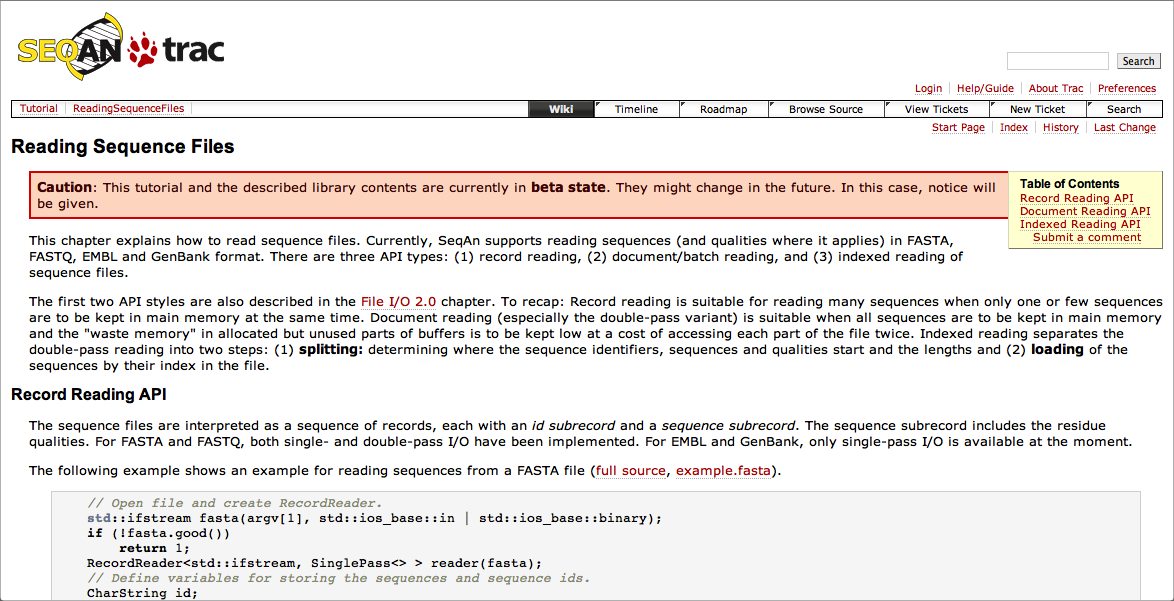 SEQAN trac
Search
Login Help/Guide About Trac Preferences
Tutorial ReadingSequenceFiles Wiki Timeline Roadmap Browse Source View Tickets New Ticket Search
Start Page Index History Last Change
Reading Sequence Files
Caution: This tutorial and the described library contents are currently in beta state. They might change in the future. In this case, notice will
be given.
Table of Contents
Record Reading API
Document Reading API
Indexed Reading API
Submit a comment
This chapter explains how to read sequence files. Currently, SeqAn supports reading sequences (and qualities where it applies) in FASTA,
FASTQ, EMBL and GenBank format. There are three API types: (1) record reading, (2) document/batch reading, and (3) indexed reading of
sequence files.
The first two API styles are also described in the File I/O 2.0 chapter. To recap: Record reading is suitable for reading many sequences when only one or few sequences
are to be kept in main memory at the same time. Document reading (especially the double-pass variant) is suitable when all sequences are to be kept in main memory
and the "waste memory" in allocated but unused parts of buffers is to be kept low at a cost of accessing each part of the file twice. Indexed reading separates the
double-pass reading into two steps: (1) splitting: determining where the sequence identifiers, sequences and qualities start and the lengths and (2) loading of the
sequences by their index in the file.
Record Reading API
The sequence files are interpreted as a sequence of records, each with an id subrecord and a sequence subrecord. The sequence subrecord includes the residue
qualities. For FASTA and FASTQ, both single- and double-pass I/O have been implemented. For EMBL and GenBank, only single-pass I/O is available at the moment.
The following example shows an example for reading sequences from a FASTA file (full source, example.fasta).
// Open file and create RecordReader.
std::ifstream fasta(argv[1], std::ios_base::in | std::ios_base::binary);
if (!fasta.good())
return 1;
RecordReader<std::ifstream, SinglePass<> > reader(fasta);
// Define variables for storing the sequences and sequence ids.
CharString id;